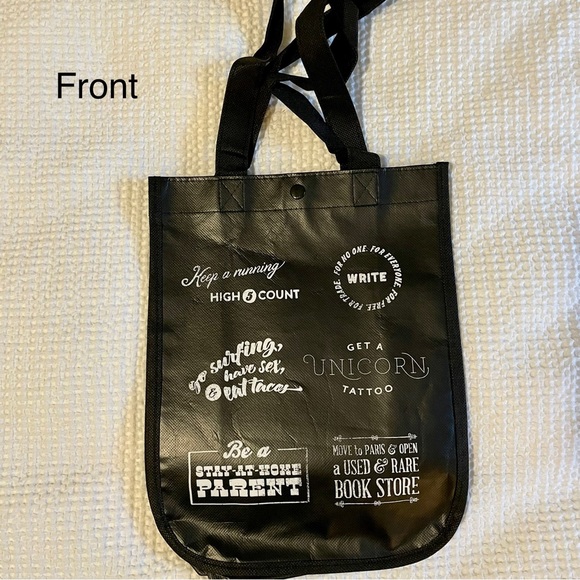 Front
Keep a running
HIGH 5 COUNT
FOR NO ONE. FOR EVERYONE. FOR FREE. FOR TRADE.
WRITE
go surfing,
have sex,
& eat tacos
GET A
UNICORN
TATTOO
Be a
STAY-AT-HOME
PARENT
MOVE to PARIS & OPEN
a USED & RARE
BOOK STORE